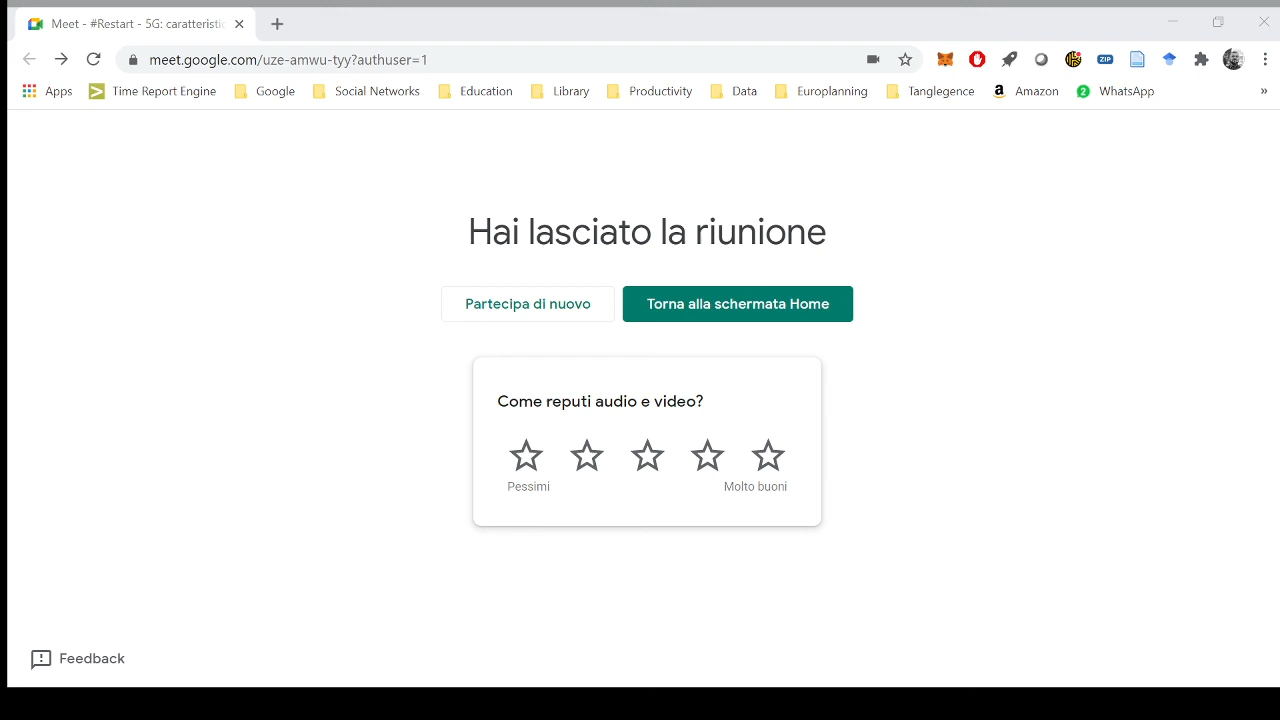 Meet - #Restart - 5G: caratteristic
meet.google.com/uze-amwu-tyy?authuser=1
ZIP
Apps Time Report Engine Google Social Networks Education Library Productivity Data Europlanning Tanglegence a Amazon 2 WhatsApp »
Hai lasciato la riunione
Partecipa di nuovo Torna alla schermata Home
Come reputi audio e video?
Pessimi Molto buoni
Feedback